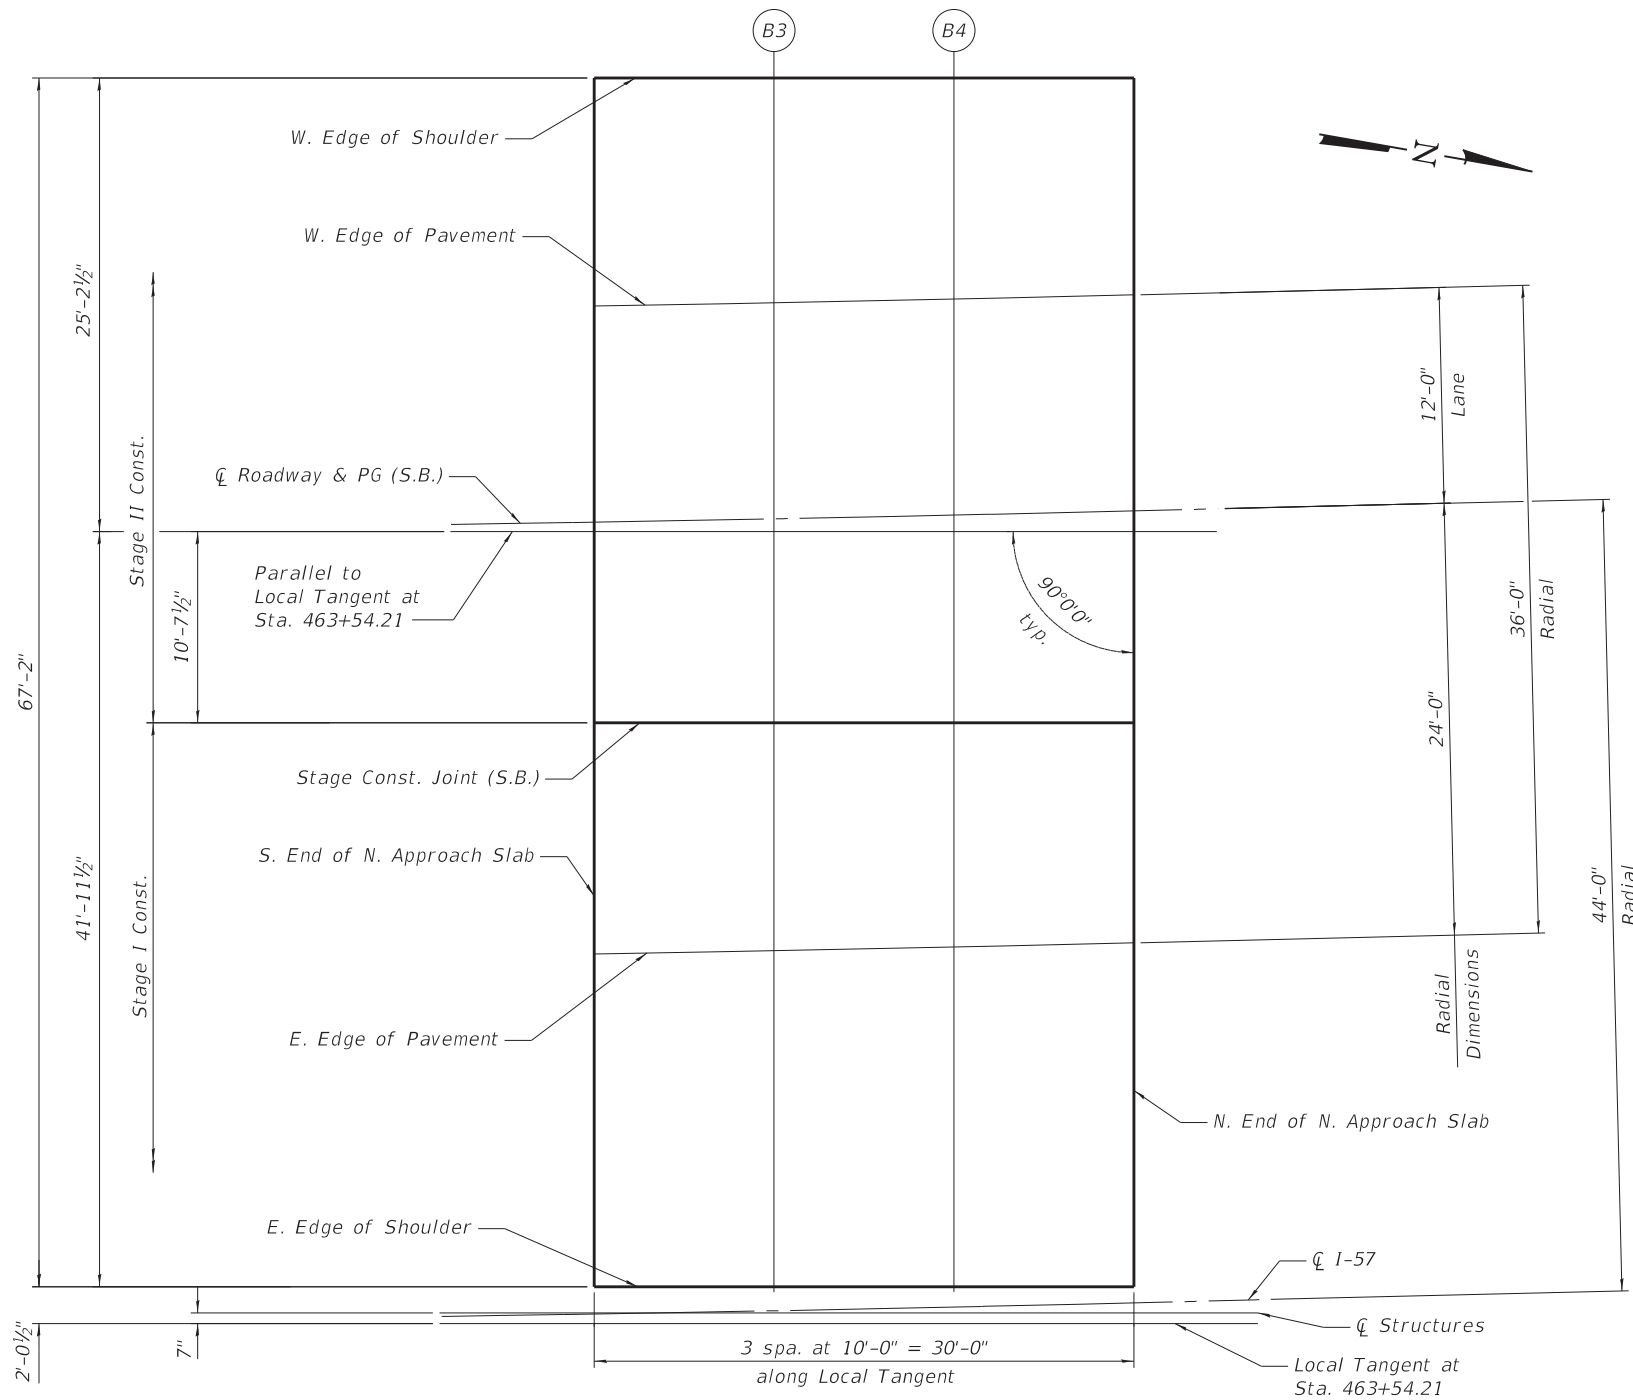 B3
B4
W. Edge of Shoulder
N
W. Edge of Pavement
25'-2½"
12'-0"
Lane
Stage II Const.
℄ Roadway & PG (S.B.)
Parallel to
Local Tangent at
Sta. 463+54.21
10'-7½"
90°0'0"
typ.
36'-0"
Radial
67'-2"
24'-0"
Stage Const. Joint (S.B.)
S. End of N. Approach Slab
41'-11½"
Stage I Const.
44'-0"
Radial
Radial
Dimensions
E. Edge of Pavement
N. End of N. Approach Slab
E. Edge of Shoulder
℄ I-57
℄ Structures
2'-0½"
7"
3 spa. at 10'-0" = 30'-0"
along Local Tangent
Local Tangent at
Sta. 463+54.21